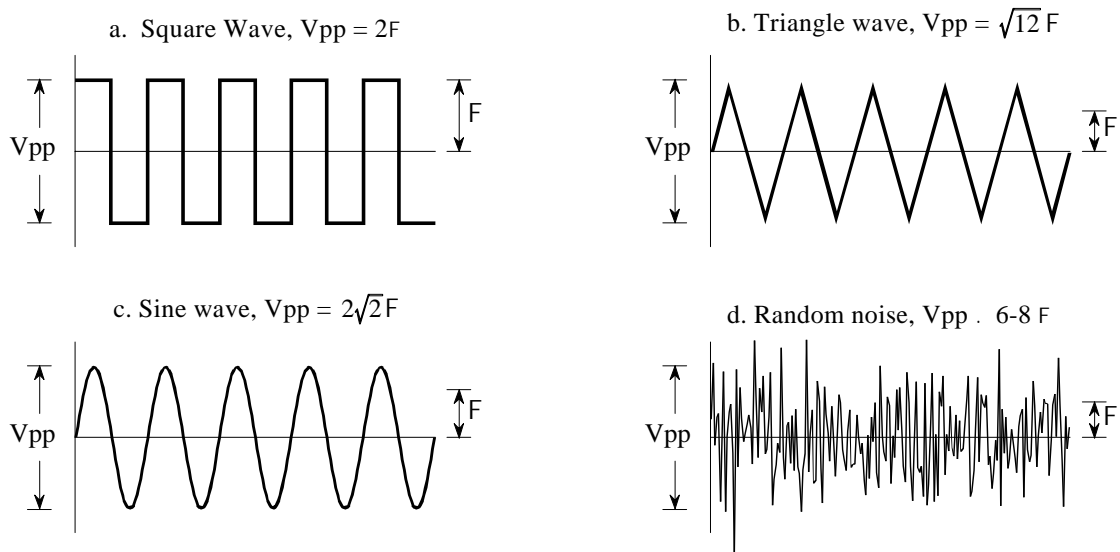 a. Square Wave, Vpp = 2F
Vpp
F
b. Triangle wave, Vpp = √12 F
Vpp
F
c. Sine wave, Vpp = 2√2 F
Vpp
F
d. Random noise, Vpp . 6-8 F
Vpp
F